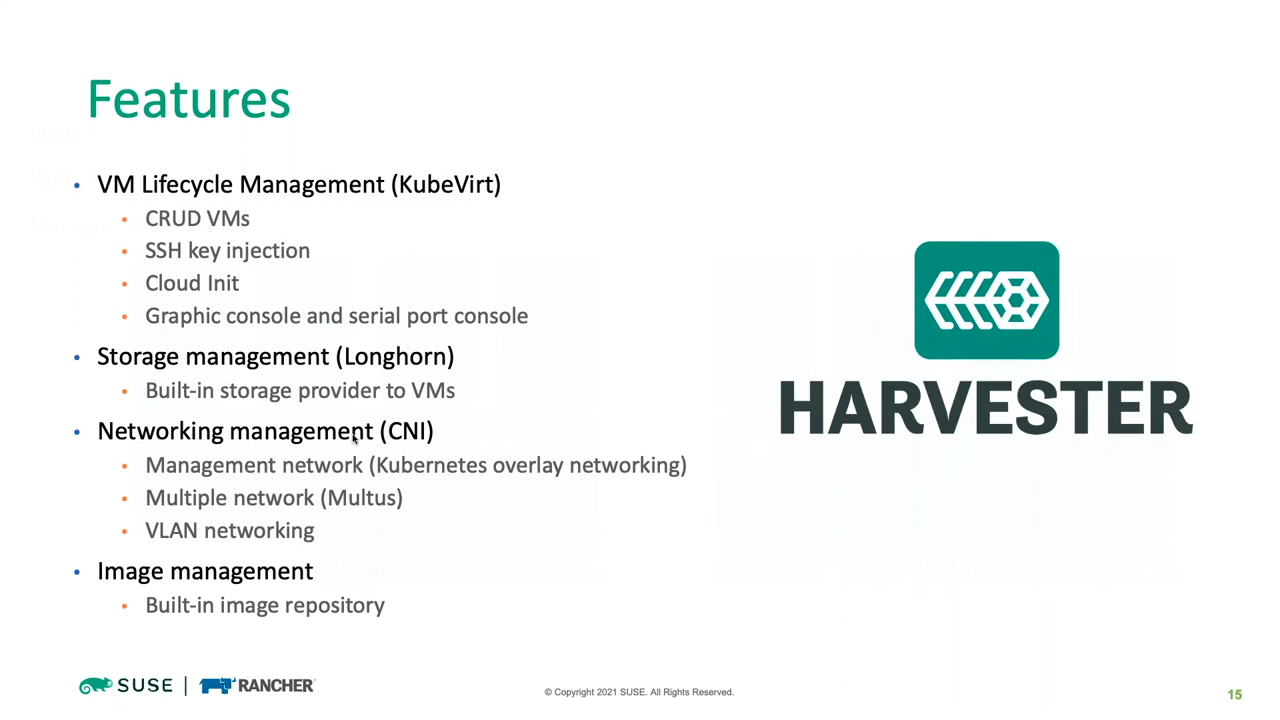 Features
• VM Lifecycle Management (KubeVirt)
• CRUD VMs
• SSH key injection
• Cloud Init
• Graphic console and serial port console
• Storage management (Longhorn)
• Built-in storage provider to VMs
• Networking management (CNI)
• Management network (Kubernetes overlay networking)
• Multiple network (Multus)
• VLAN networking
• Image management
• Built-in image repository
HARVESTER
SUSE | RANCHER
© Copyright 2021 SUSE. All Rights Reserved.
15